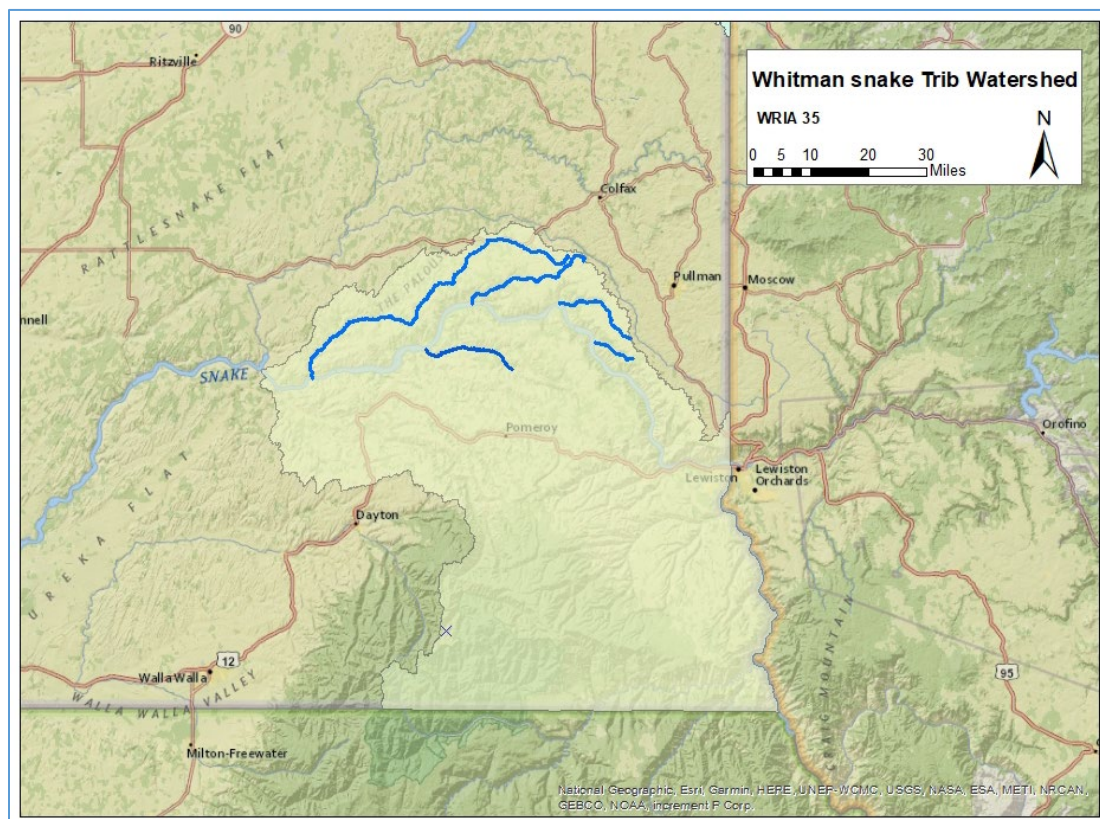 90
Ritzville
Whitman snake Trib Watershed
WRIA 35
N
0 5 10 20 30
Miles
RATTLESNAKE FLAT
Colfax
THE PALOUS
Pullman
Moscow
nnell
SNAKE
Pomeroy
Orofino
Lewiston
Lewiston
Orchards
Dayton
EUREKA FLAT
CRAIG MOUNTAIN
12
95
Walla Walla
WALLA WALLA VALLEY
Milton-Freewater
National Geographic, Esri, Garmin, HERE, UNEP-WCMC, USGS, NASA, ESA, METI, NRCAN,
GEBCO, NOAA, increment P Corp.